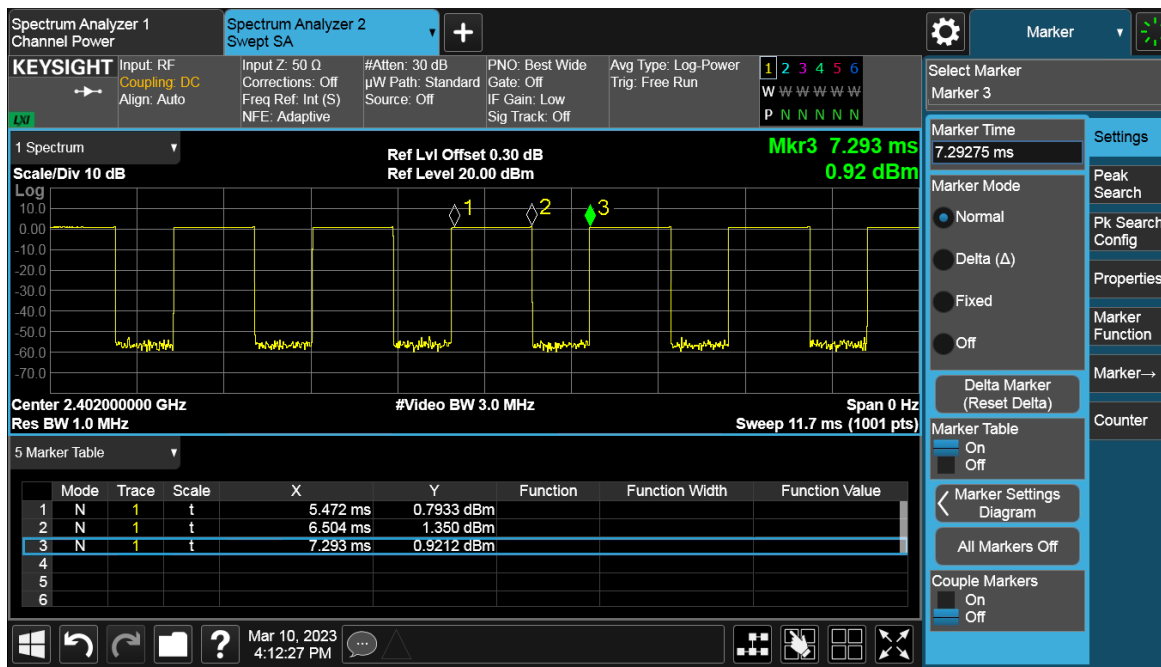 Spectrum Analyzer 1
Channel Power
Spectrum Analyzer 2
Swept SA
Marker
KEYSIGHT
LXI
Input: RF
Coupling: DC
Align: Auto
Input Z: 50 Ω
Corrections: Off
Freq Ref: Int (S)
NFE: Adaptive
#Atten: 30 dB
µW Path: Standard
Source: Off
PNO: Best Wide
Gate: Off
IF Gain: Low
Sig Track: Off
Avg Type: Log-Power
Trig: Free Run
1 2 3 4 5 6
W W W W W W
P N N N N N
Select Marker
Marker 3
1 Spectrum
Scale/Div 10 dB
Ref Lvl Offset 0.30 dB
Ref Level 20.00 dBm
Mkr3 7.293 ms
0.92 dBm
Log
10.0
0.00
-10.0
-20.0
-30.0
-40.0
-50.0
-60.0
-70.0
1
2
3
Center 2.402000000 GHz
Res BW 1.0 MHz
#Video BW 3.0 MHz
Span 0 Hz
Sweep 11.7 ms (1001 pts)
5 Marker Table
Mode Trace Scale X Y Function Function Width Function Value
1 N 1 t 5.472 ms 0.7933 dBm
2 N 1 t 6.504 ms 1.350 dBm
3 N 1 t 7.293 ms 0.9212 dBm
4
5
6
Marker Time
7.29275 ms
Marker Mode
Normal
Delta (Δ)
Fixed
Off
Delta Marker
(Reset Delta)
Marker Table
On
Off
Marker Settings
Diagram
All Markers Off
Couple Markers
On
Off
Settings
Peak
Search
Pk Search
Config
Properties
Marker
Function
Marker→
Counter
?
Mar 10, 2023
4:12:27 PM